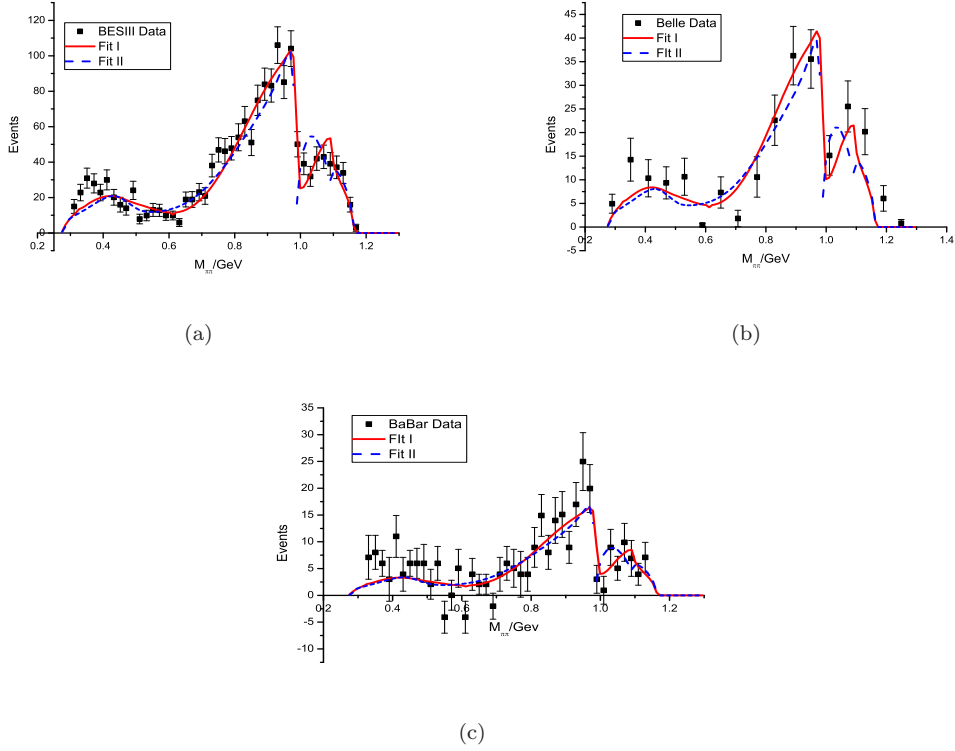 120
100
80
60
40
20
0
Events
BESIII Data
Fit I
Fit II
0.2 0.4 0.6 0.8 1.0 1.2
M ππ/GeV
(a)
45
40
35
30
25
20
15
10
5
0
-5
Events
Belle Data
Fit I
FIt II
0.2 0.4 0.6 0.8 1.0 1.2 1.4
M ππ/GeV
(b)
35
30
25
20
15
10
5
0
-5
-10
Events
BaBar Data
FIt I
Fit II
0.2 0.4 0.6 0.8 1.0 1.2
M ππ/Gev
(c)